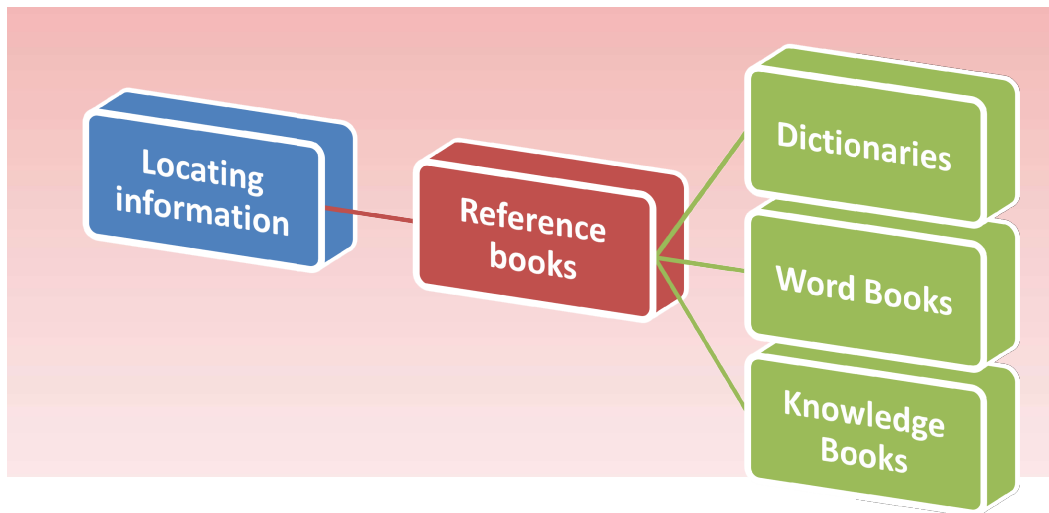 Locating
information
Reference
books
Dictionaries
Word Books
Knowledge
Books